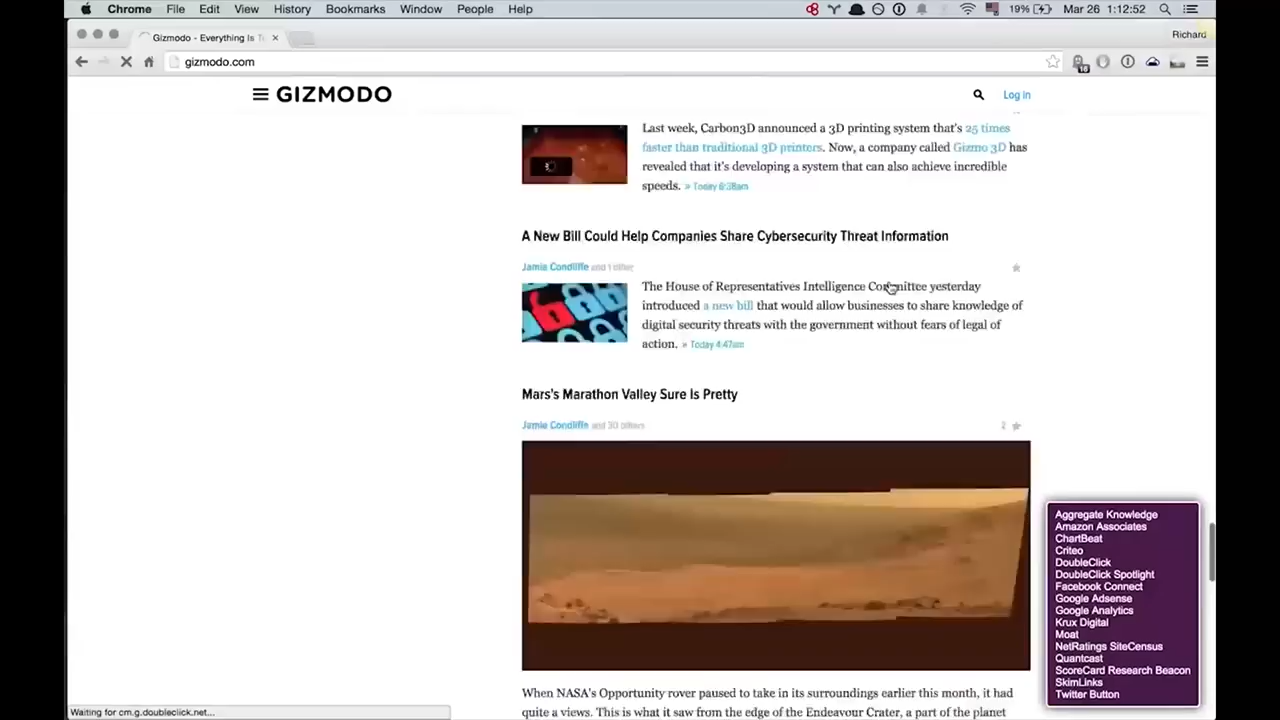 Chrome File Edit View History Bookmarks Window People Help 19% Mar 26 1:12:52
Gizmodo - Everything Is Te Richard
gizmodo.com 16
GIZMODO Log in
Last week, Carbon3D announced a 3D printing system that's 25 times
faster than traditional 3D printers. Now, a company called Gizmo 3D has
revealed that it's developing a system that can also achieve incredible
speeds. » Today 6:38am
A New Bill Could Help Companies Share Cybersecurity Threat Information
Jamie Condliffe and 1 other
The House of Representatives Intelligence Committee yesterday
introduced a new bill that would allow businesses to share knowledge of
digital security threats with the government without fears of legal of
action. » Today 4:47am
Mars's Marathon Valley Sure Is Pretty
Jamie Condliffe and 30 others 2
When NASA's Opportunity rover paused to take in its surroundings earlier this month, it had
quite a views. This is what it saw from the edge of the Endeavour Crater, a part of the planet
Aggregate Knowledge
Amazon Associates
ChartBeat
Criteo
DoubleClick
DoubleClick Spotlight
Facebook Connect
Google Adsense
Google Analytics
Krux Digital
Moat
NetRatings SiteCensus
Quantcast
ScoreCard Research Beacon
SkimLinks
Twitter Button
Waiting for cm.g.doubleclick.net...